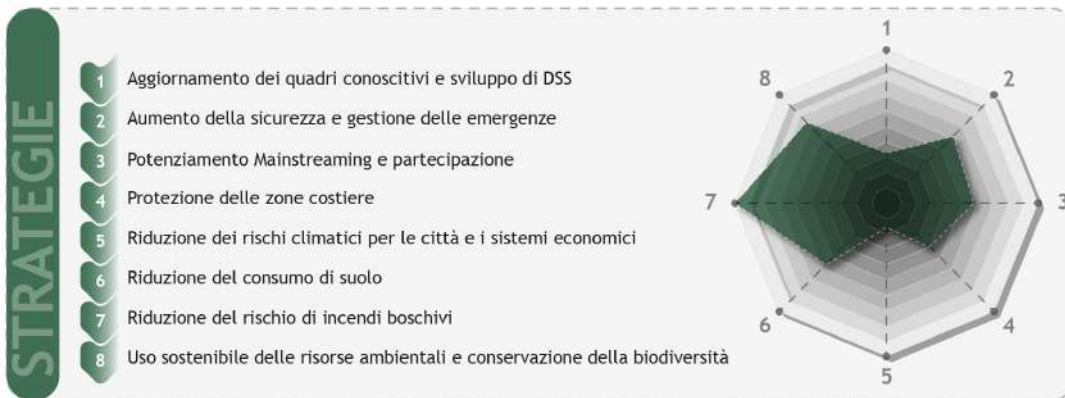 STRATEGIE
1 Aggiornamento dei quadri conoscitivi e sviluppo di DSS
2 Aumento della sicurezza e gestione delle emergenze
3 Potenziamento Mainstreaming e partecipazione
4 Protezione delle zone costiere
5 Riduzione dei rischi climatici per le città e i sistemi economici
6 Riduzione del consumo di suolo
7 Riduzione del rischio di incendi boschivi
8 Uso sostenibile delle risorse ambientali e conservazione della biodiversità
1
2
3
4
5
6
7
8